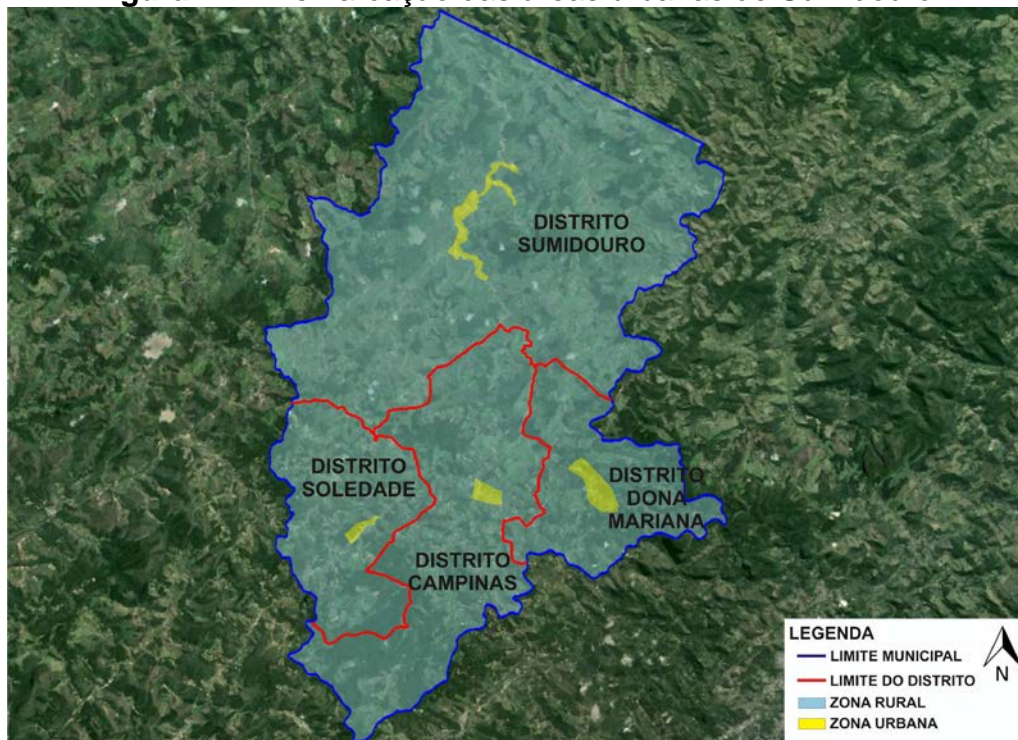 DISTRITO
SUMIDOURO
DISTRITO
SOLEDADE
DISTRITO
DONA
MARIANA
DISTRITO
CAMPINAS
LEGENDA
LIMITE MUNICIPAL
LIMITE DO DISTRITO
ZONA RURAL
ZONA URBANA
N